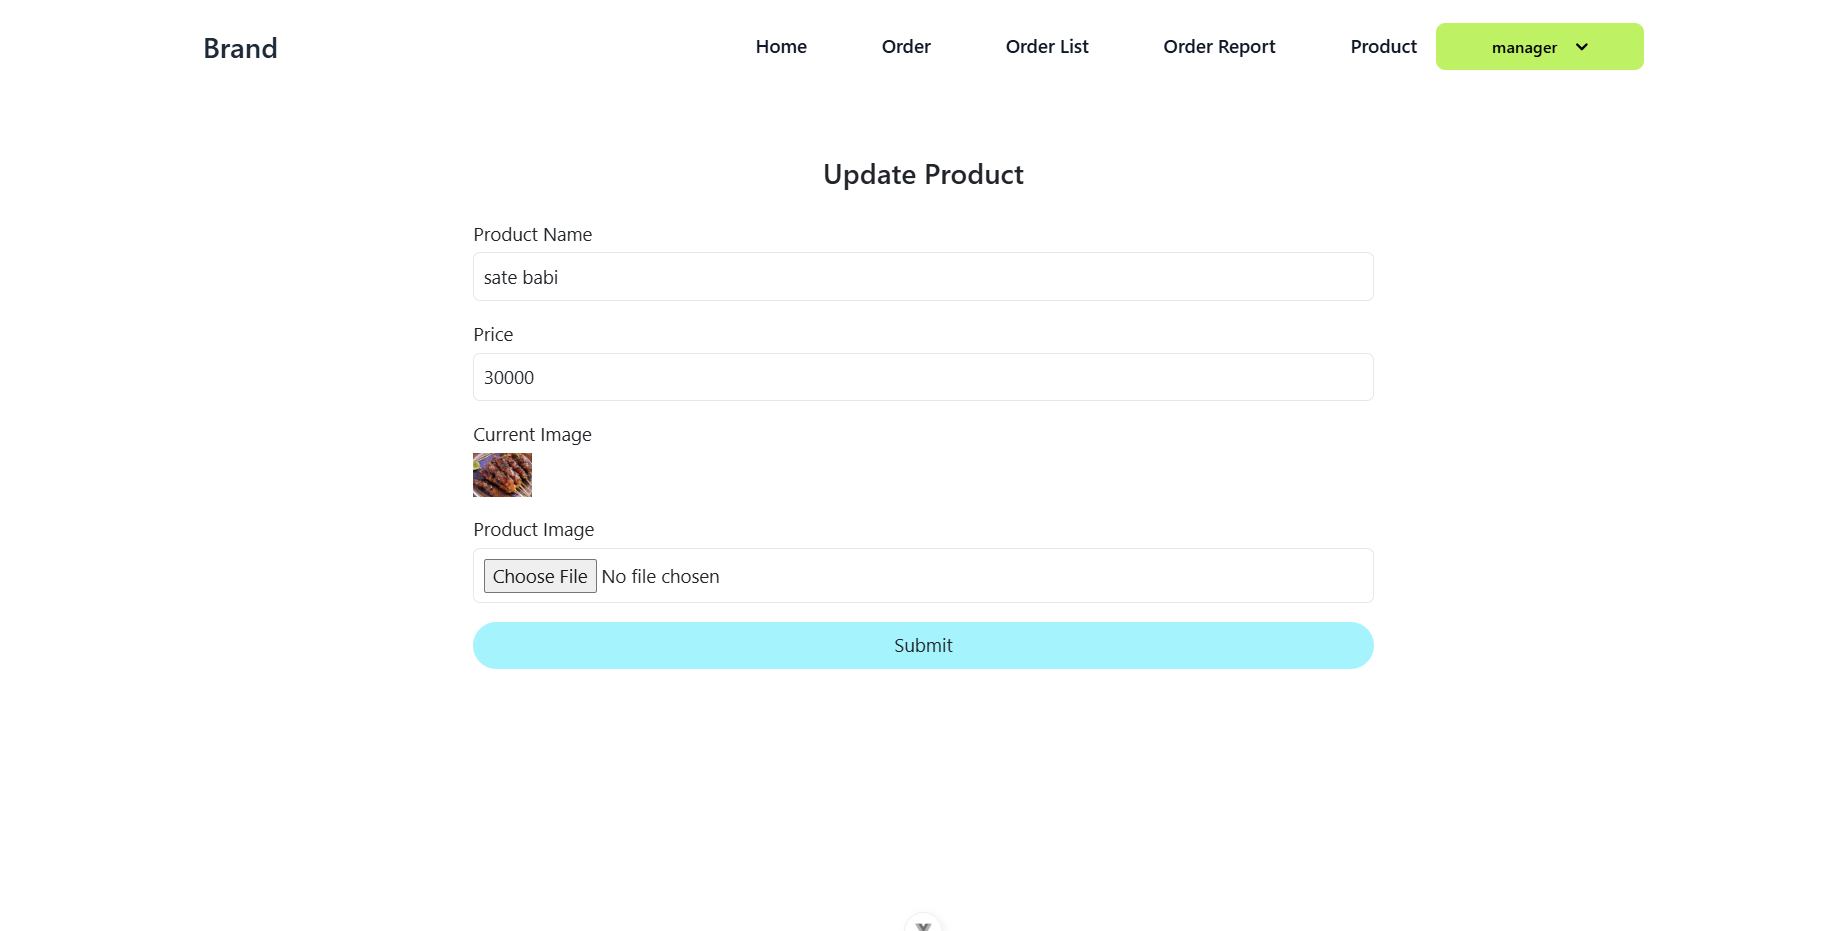 Brand
Home Order Order List Order Report Product manager
Update Product
Product Name
sate babi
Price
30000
Current Image
Product Image
Choose File No file chosen
Submit